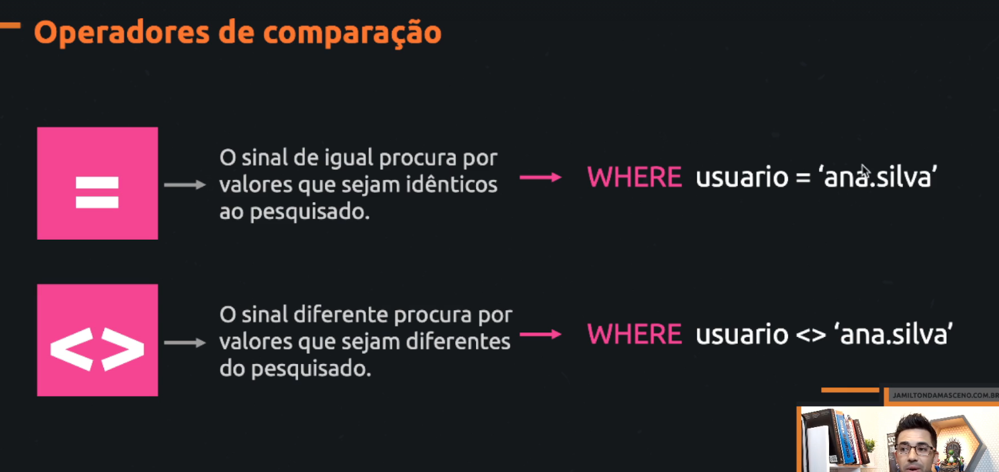 Operadores de comparação
=
O sinal de igual procura por
valores que sejam idênticos
ao pesquisado.
WHERE usuario = ‘ana.silva’
<>
O sinal diferente procura por
valores que sejam diferentes
do pesquisado.
WHERE usuario <> ‘ana.silva’
JAMILTONDAMASCENO.COM.BR